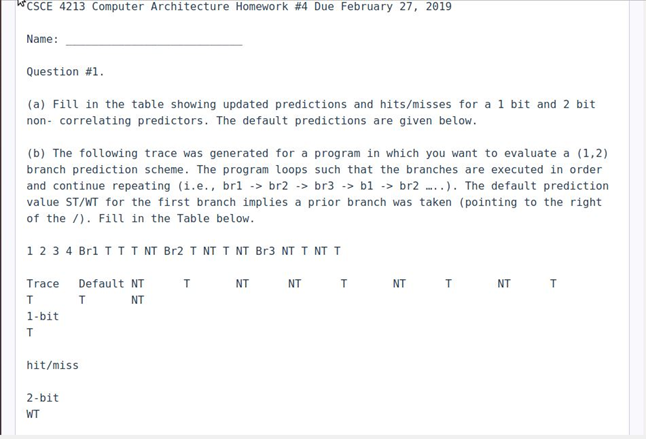 CSCE 4213 Computer Architecture Homework #4 Due February 27, 2019
Name: ___________________________
Question #1.
(a) Fill in the table showing updated predictions and hits/misses for a 1 bit and 2 bit
non- correlating predictors. The default predictions are given below.
(b) The following trace was generated for a program in which you want to evaluate a (1,2)
branch prediction scheme. The program loops such that the branches are executed in order
and continue repeating (i.e., br1 -> br2 -> br3 -> b1 -> br2 …..). The default prediction
value ST/WT for the first branch implies a prior branch was taken (pointing to the right
of the /). Fill in the Table below.
1 2 3 4 Br1 T T T NT Br2 T NT T NT Br3 NT T NT T
Trace Default NT T NT NT T NT T NT T
T T NT
1-bit
T
hit/miss
2-bit
WT